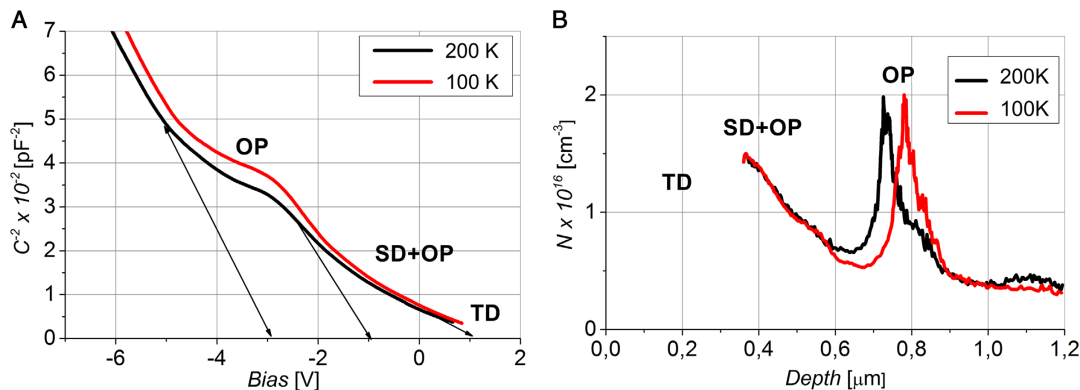 A
7
6
5
4
3
2
1
0
C⁻² x 10⁻² [pF⁻²]
200 K
100 K
OP
SD+OP
TD
-6
-4
-2
0
2
Bias [V]
B
2
1
0
N x 10¹⁶ [cm⁻³]
200K
100K
OP
SD+OP
TD
0,0
0,2
0,4
0,6
0,8
1,0
1,2
Depth [µm]